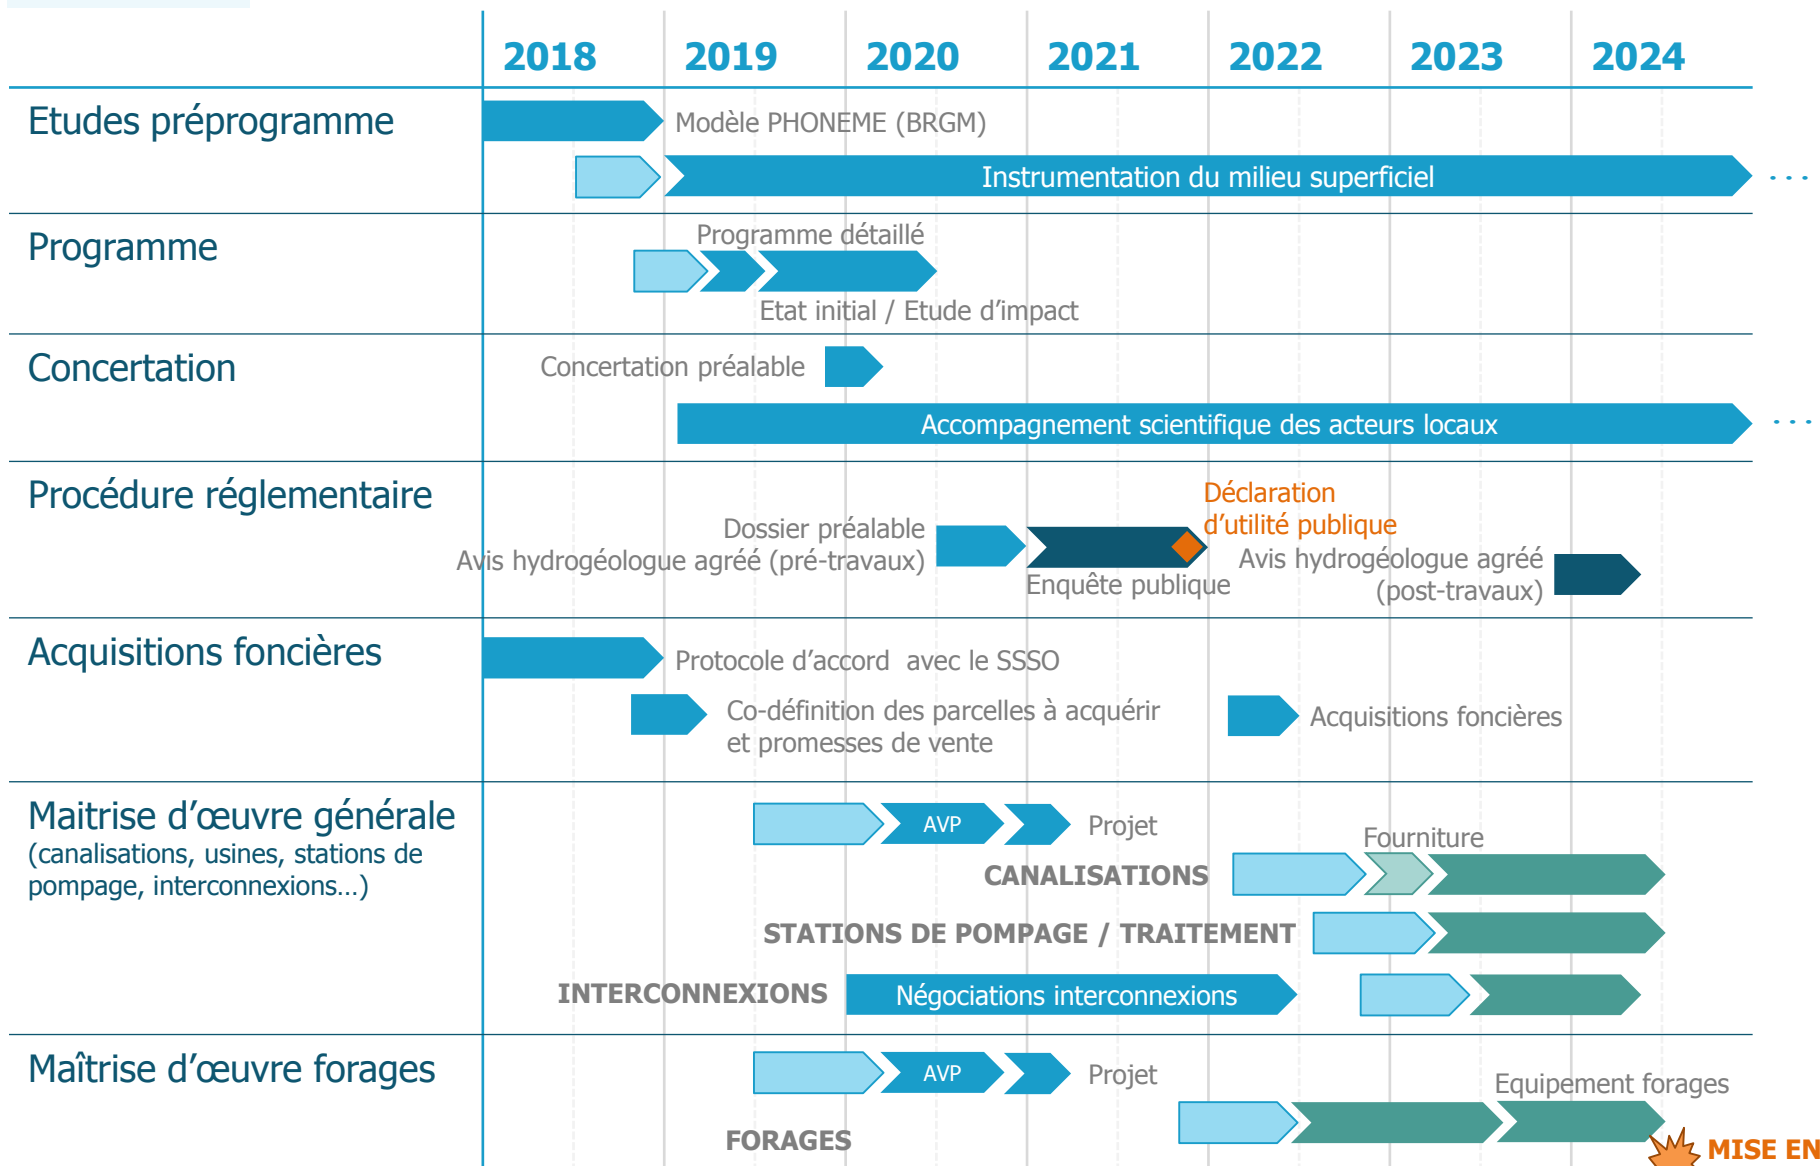 2018 2019 2020 2021 2022 2023 2024
Etudes préprogramme
Modèle PHONEME (BRGM)
Instrumentation du milieu superficiel
Programme
Programme détaillé
Etat initial / Etude d'impact
Concertation
Concertation préalable
Accompagnement scientifique des acteurs locaux
Procédure réglementaire
Dossier préalable
Avis hydrogéologue agréé (pré-travaux)
Enquête publique
Déclaration
d'utilité publique
Avis hydrogéologue agréé
(post-travaux)
Acquisitions foncières
Protocole d'accord avec le SSSO
Co-définition des parcelles à acquérir
et promesses de vente
Acquisitions foncières
Maitrise d'œuvre générale
(canalisations, usines, stations de
pompage, interconnexions…)
AVP
Projet
Fourniture
CANALISATIONS
STATIONS DE POMPAGE / TRAITEMENT
INTERCONNEXIONS
Négociations interconnexions
Maîtrise d'œuvre forages
AVP
Projet
Equipement forages
FORAGES
MISE EN